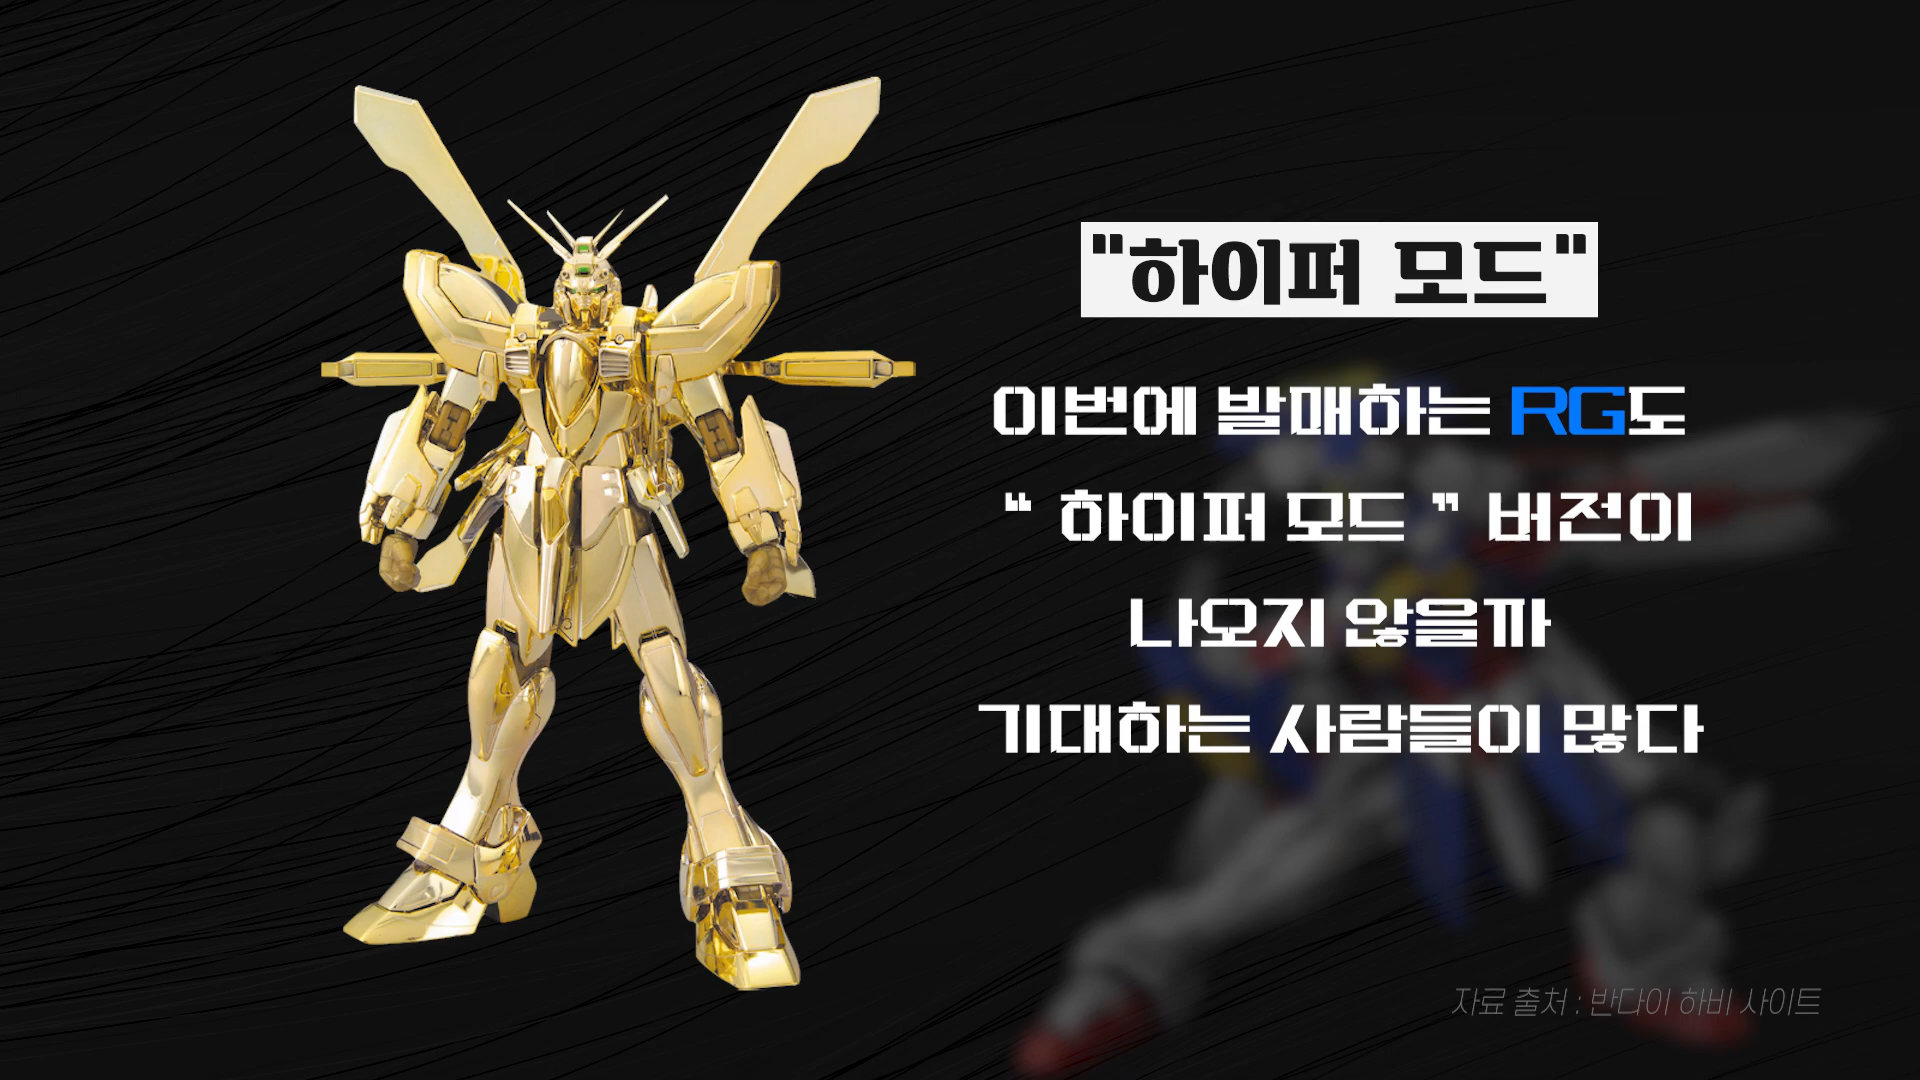 "하이퍼 모드"
이번에 발매하는 RG도
“ 하이퍼 모드 ” 버전이
나오지 않을까
기대하는 사람들이 많다
자료 출처 : 반다이 하비 사이트